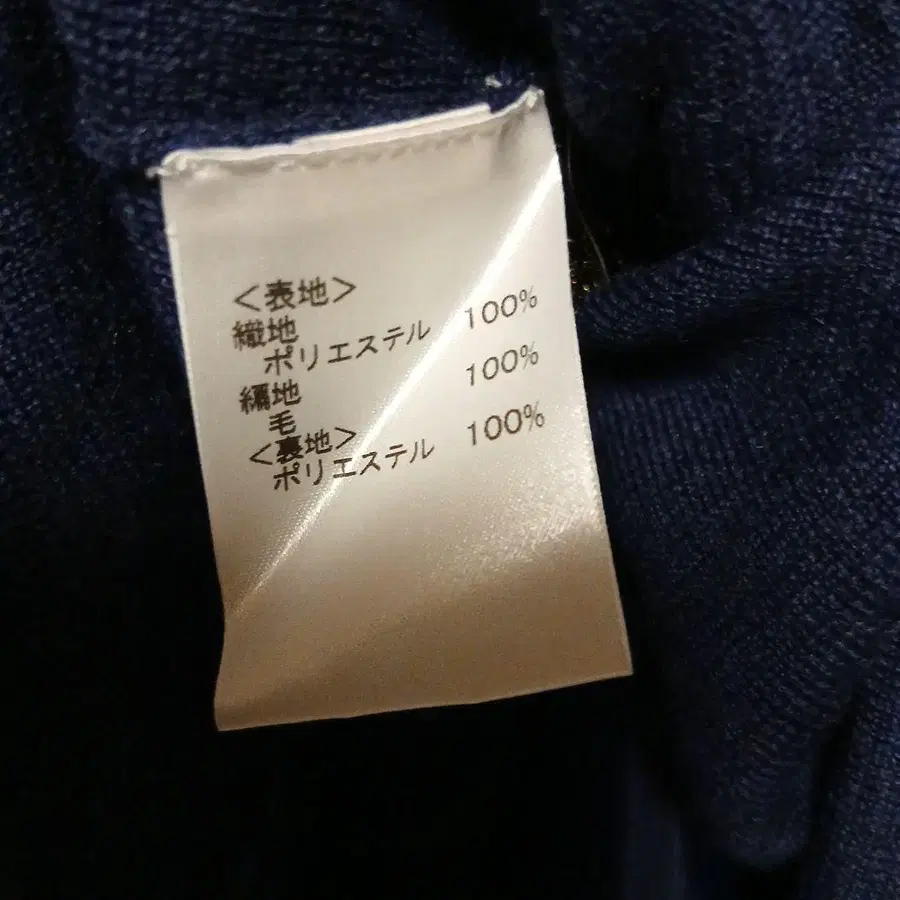 <表地>
織地
ポリエステル 100%
編地
毛 100%
<裏地>
ポリエステル 100%